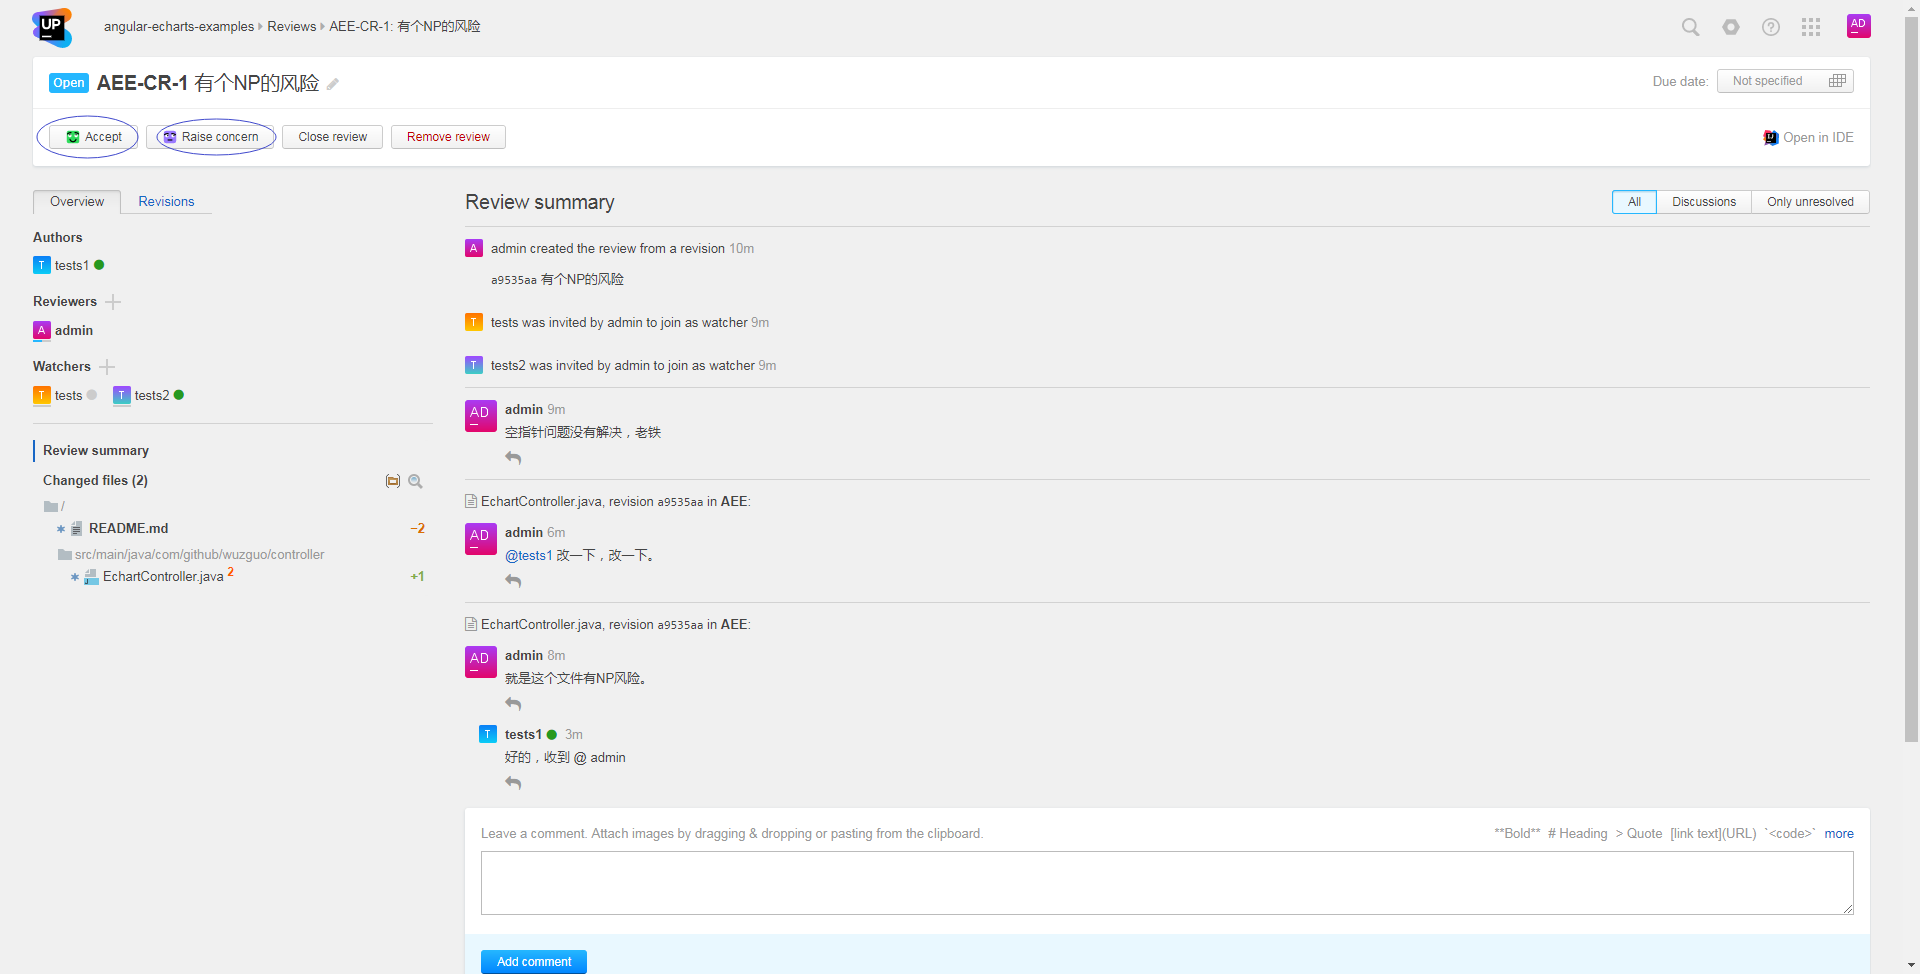 UP
angular-echarts-examples Reviews AEE-CR-1: 有个NP的风险
AD
Open AEE-CR-1 有个NP的风险
Due date: Not specified
Accept Raise concern Close review Remove review
Open in IDE
Overview Revisions
Authors
T tests1
Reviewers
A admin
Watchers
T tests T tests2
Review summary
Changed files (2)
/
README.md −2
src/main/java/com/github/wuzguo/controller
EchartController.java 2 +1
Review summary
All Discussions Only unresolved
A admin created the review from a revision 10m
a9535aa 有个NP的风险
T tests was invited by admin to join as watcher 9m
T tests2 was invited by admin to join as watcher 9m
AD admin 9m
空指针问题没有解决，老铁
EchartController.java, revision a9535aa in AEE:
AD admin 6m
@tests1 改一下，改一下。
EchartController.java, revision a9535aa in AEE:
AD admin 8m
就是这个文件有NP风险。
T tests1 3m
好的，收到 @ admin
Leave a comment. Attach images by dragging & dropping or pasting from the clipboard.
**Bold** # Heading > Quote [link text](URL) `<code>` more
Add comment